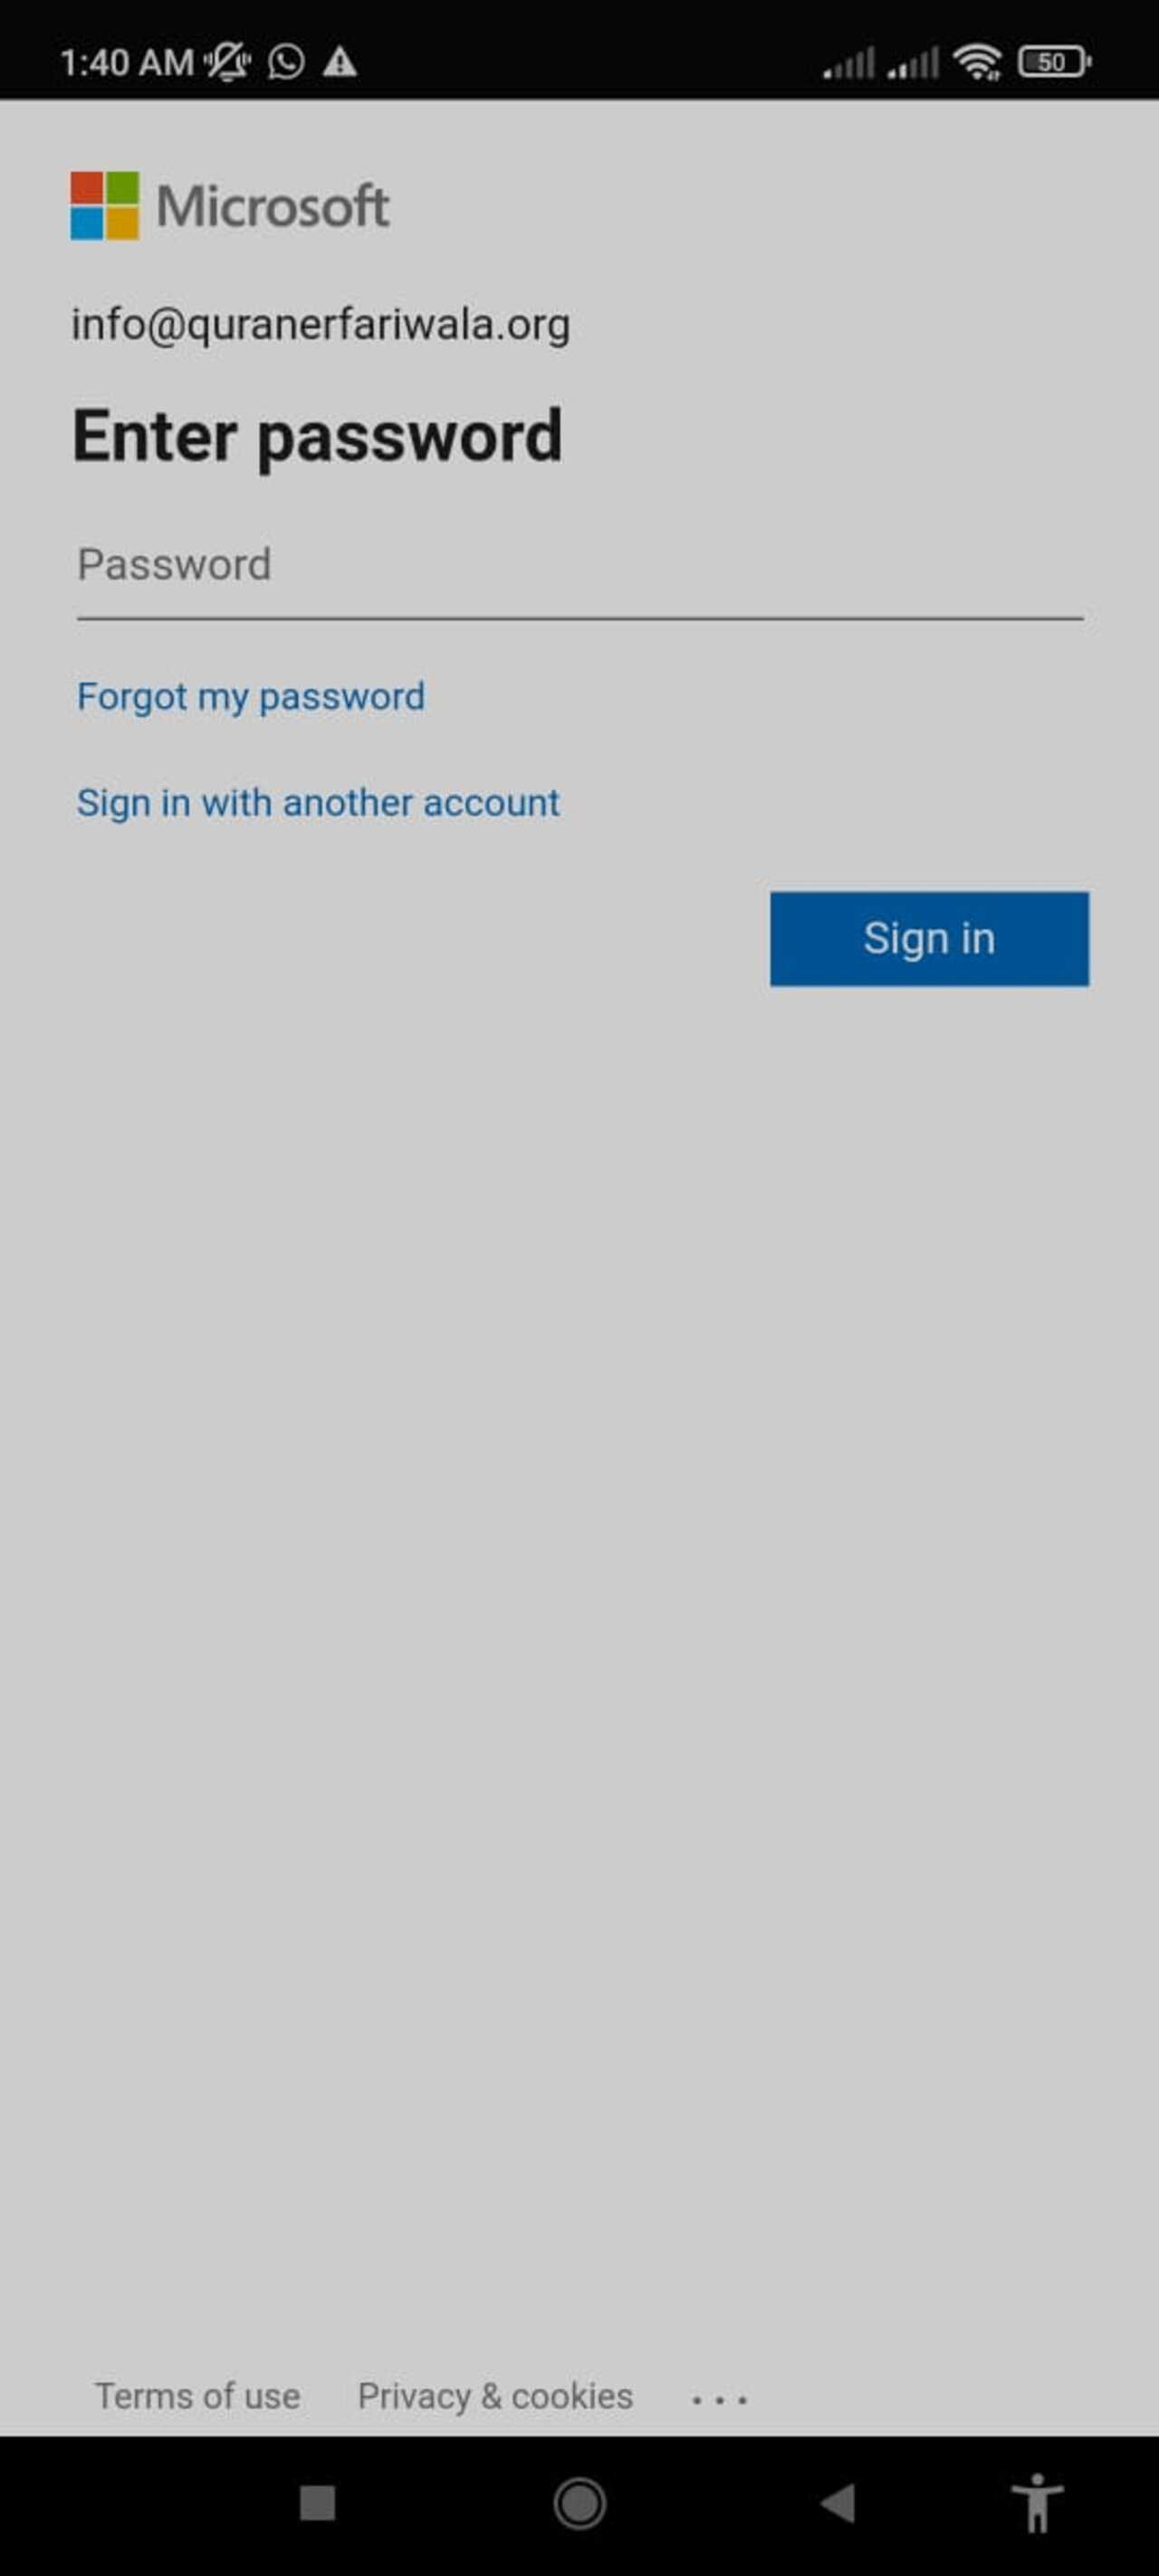 1:40 AM
50
Microsoft
info@quranerfariwala.org
Enter password
Password
Forgot my password
Sign in with another account
Sign in
Terms of use Privacy & cookies ...